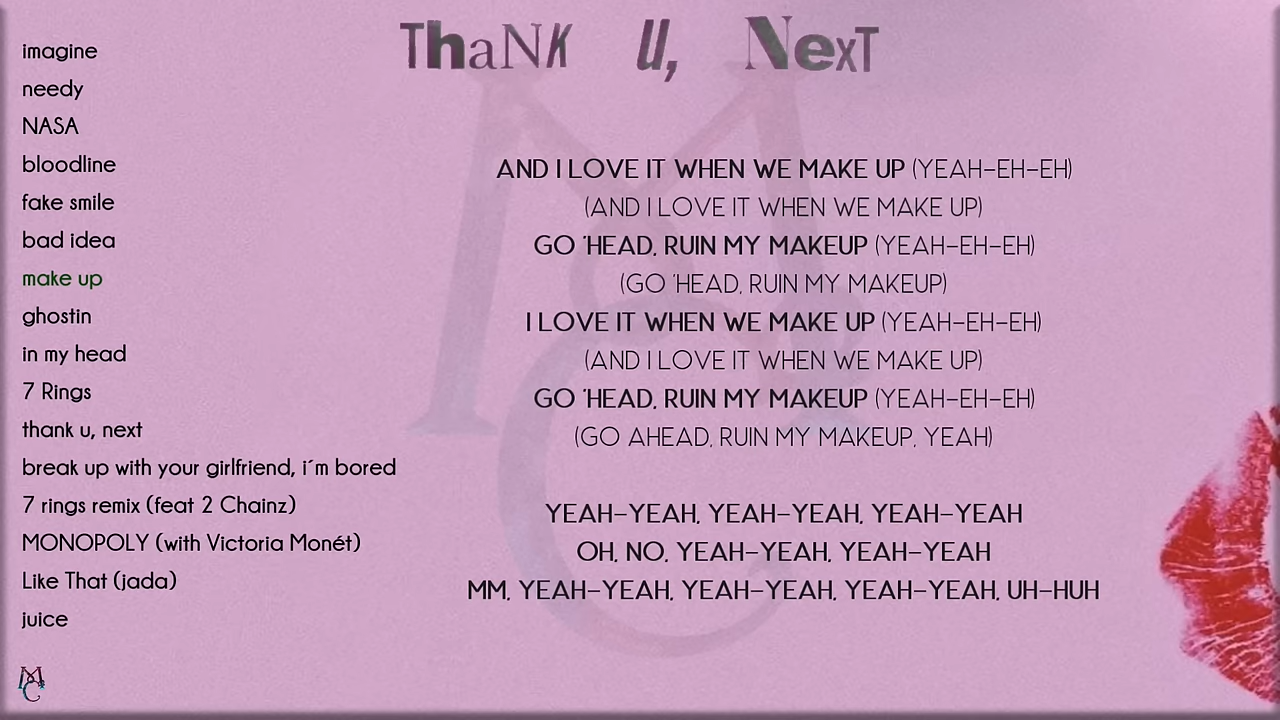 ThaNK U, NexT
imagine
needy
NASA
bloodline
fake smile
bad idea
make up
ghostin
in my head
7 Rings
thank u, next
break up with your girlfriend, i´m bored
7 rings remix (feat 2 Chainz)
MONOPOLY (with Victoria Monét)
Like That (jada)
juice
AND I LOVE IT WHEN WE MAKE UP (YEAH-EH-EH)
(AND I LOVE IT WHEN WE MAKE UP)
GO 'HEAD, RUIN MY MAKEUP (YEAH-EH-EH)
(GO 'HEAD, RUIN MY MAKEUP)
I LOVE IT WHEN WE MAKE UP (YEAH-EH-EH)
(AND I LOVE IT WHEN WE MAKE UP)
GO 'HEAD, RUIN MY MAKEUP (YEAH-EH-EH)
(GO AHEAD, RUIN MY MAKEUP, YEAH)
YEAH-YEAH, YEAH-YEAH, YEAH-YEAH
OH, NO, YEAH-YEAH, YEAH-YEAH
MM, YEAH-YEAH, YEAH-YEAH, YEAH-YEAH, UH-HUH
MC